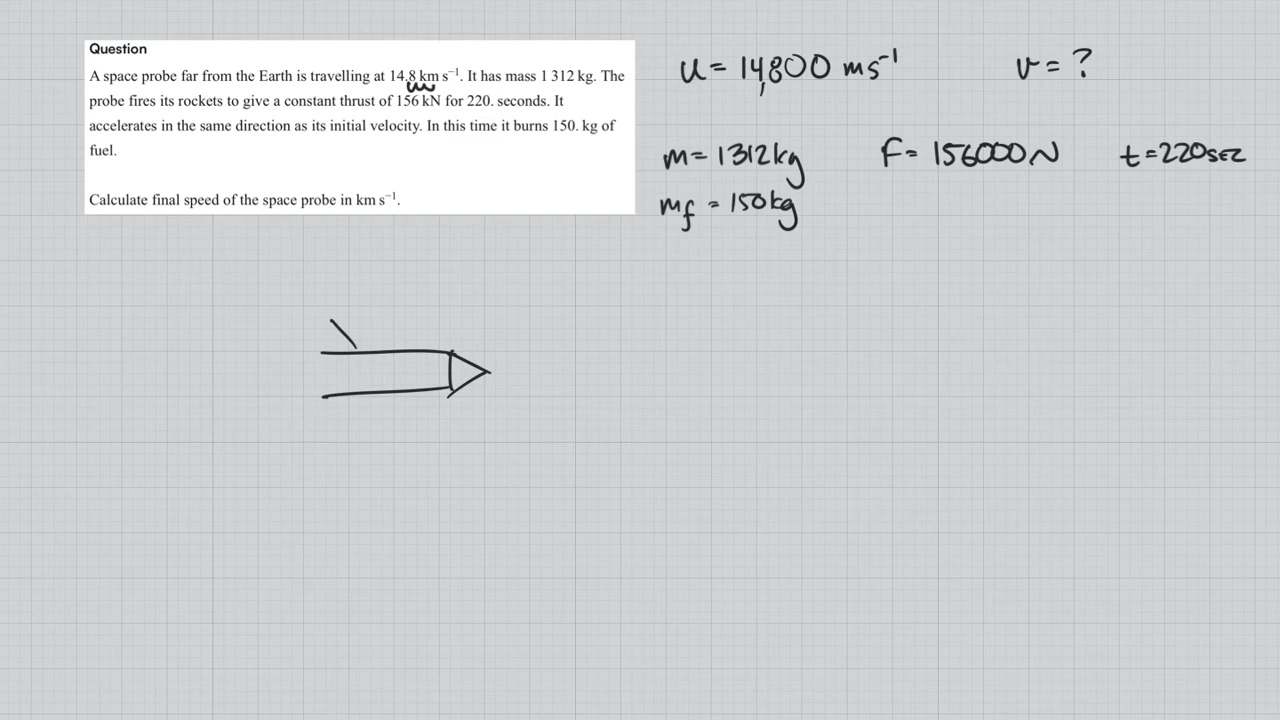 Question
A space probe far from the Earth is travelling at 14.8 km s⁻¹. It has mass 1 312 kg. The
probe fires its rockets to give a constant thrust of 156 kN for 220. seconds. It
accelerates in the same direction as its initial velocity. In this time it burns 150. kg of
fuel.
Calculate final speed of the space probe in km s⁻¹.
u = 14,800 ms⁻¹
v = ?
m = 1312kg
F = 156000N
t = 220SEC
mf = 150kg